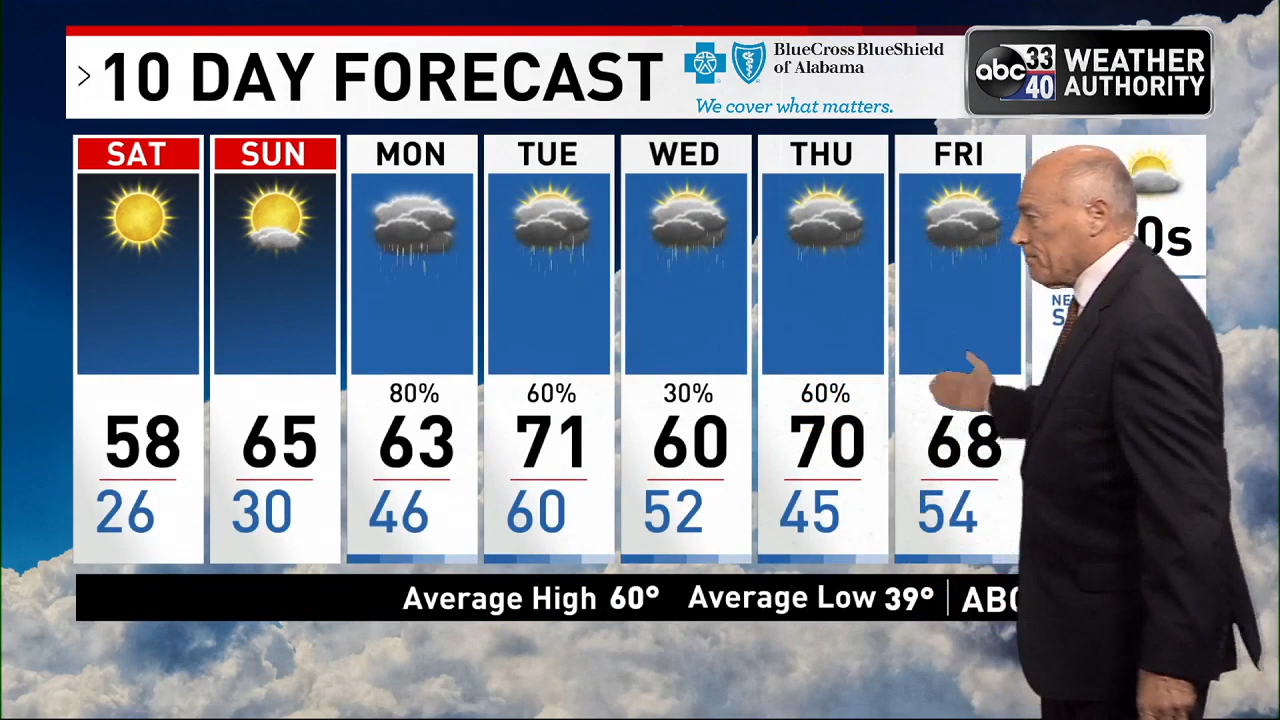 > 10 DAY FORECAST
BlueCross BlueShield
of Alabama
We cover what matters.
abc 33 40
WEATHER
AUTHORITY
SAT SUN MON TUE WED THU FRI
80% 60% 30% 60%
58 65 63 71 60 70 68
26 30 46 60 52 45 54
Average High 60° Average Low 39°